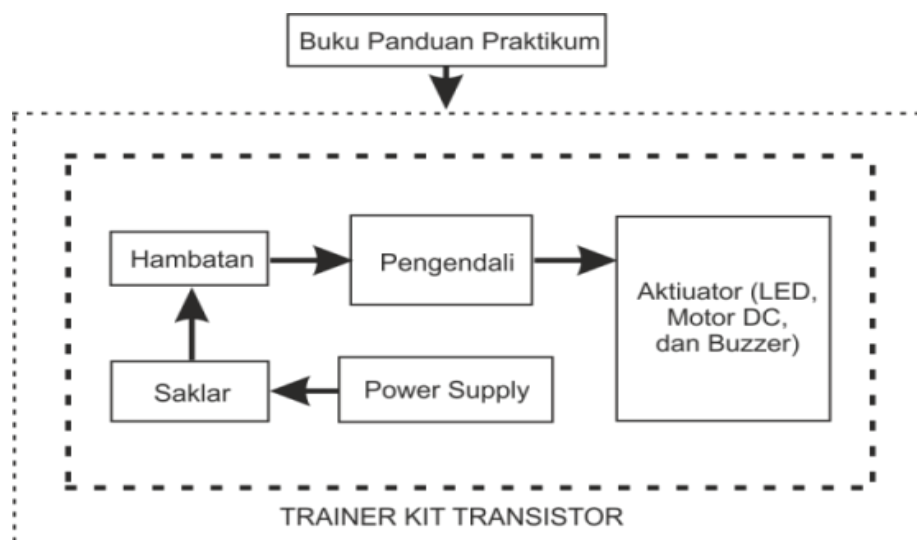 Buku Panduan Praktikum
Hambatan
Pengendali
Aktiuator (LED,
Motor DC,
dan Buzzer)
Saklar
Power Supply
TRAINER KIT TRANSISTOR